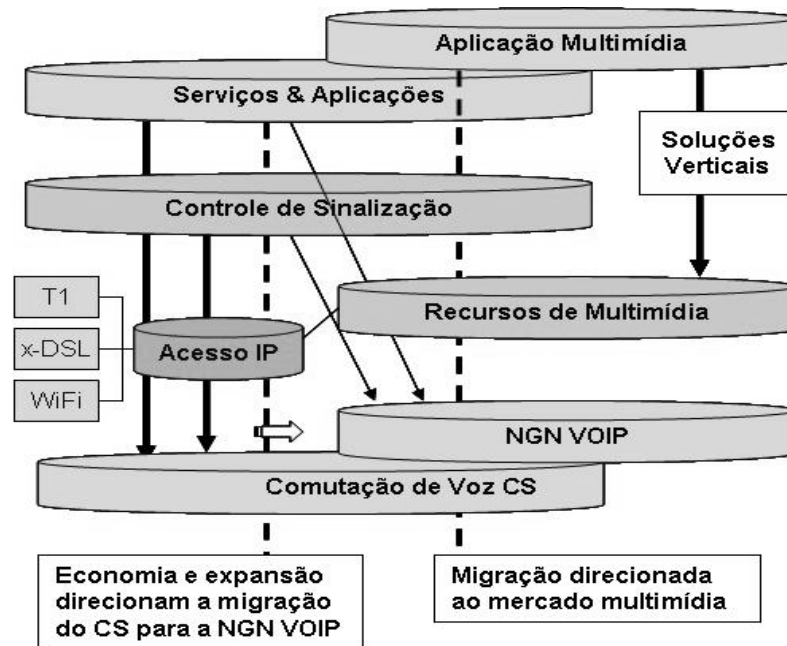 Aplicação Multimídia
Serviços & Aplicações
Soluções
Verticais
Controle de Sinalização
T1
x-DSL
WiFi
Acesso IP
Recursos de Multimídia
NGN VOIP
Comutação de Voz CS
Economia e expansão
direcionam a migração
do CS para a NGN VOIP
Migração direcionada
ao mercado multimídia